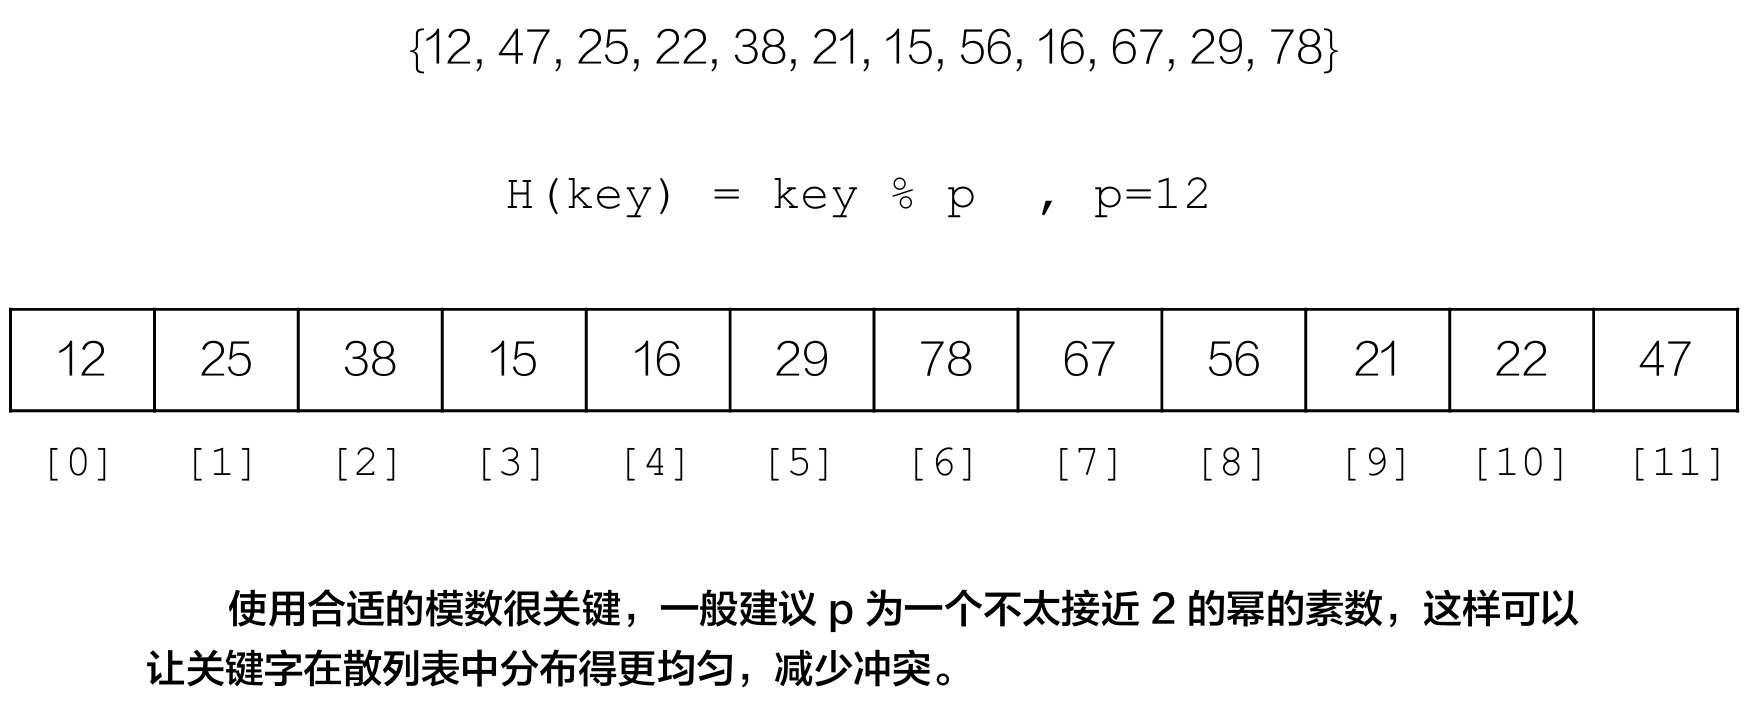 {12, 47, 25, 22, 38, 21, 15, 56, 16, 67, 29, 78}
H(key) = key % p , p=12
12 25 38 15 16 29 78 67 56 21 22 47
[0] [1] [2] [3] [4] [5] [6] [7] [8] [9] [10] [11]
使用合适的模数很关键，一般建议 p 为一个不太接近 2 的幂的素数，这样可以
让关键字在散列表中分布得更均匀，减少冲突。